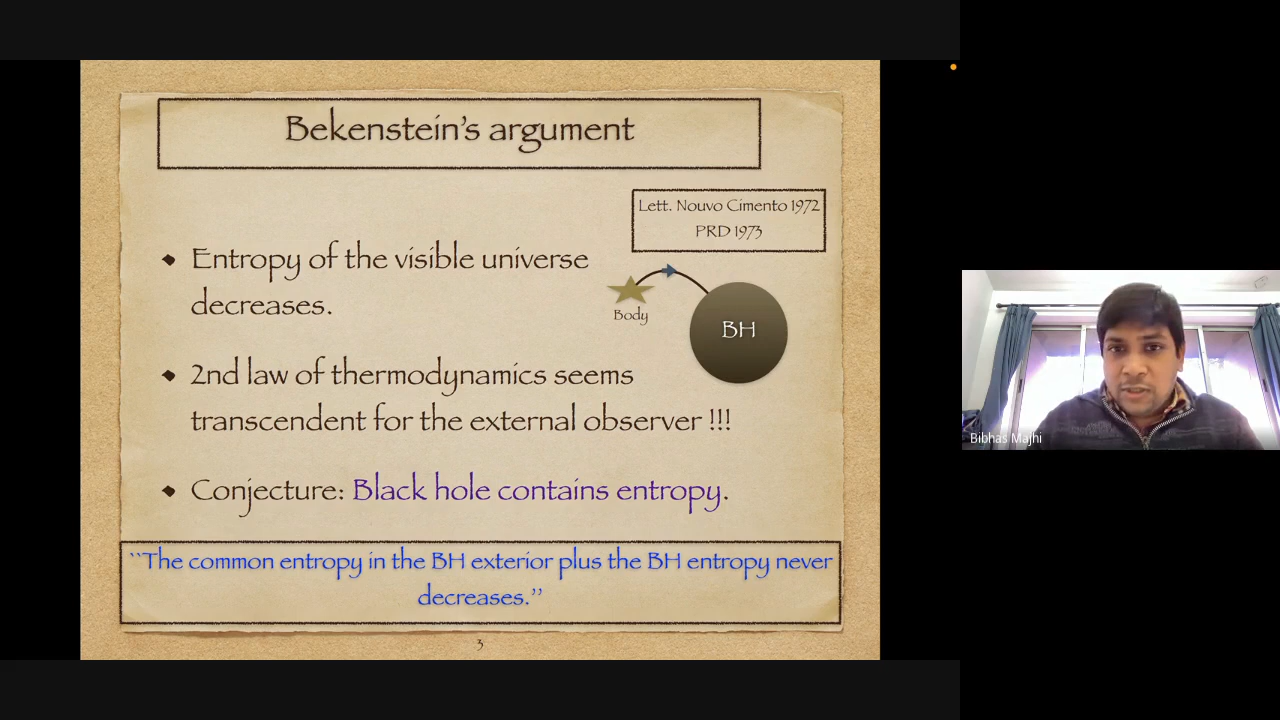 Bekenstein's argument
Lett. Nouvo Cimento 1972
PRD 1973
Entropy of the visible universe
decreases.
Body
BH
2nd law of thermodynamics seems
transcendent for the external observer !!!
Conjecture: Black hole contains entropy.
``The common entropy in the BH exterior plus the BH entropy never
decreases.’’
3
Bibhas Majhi